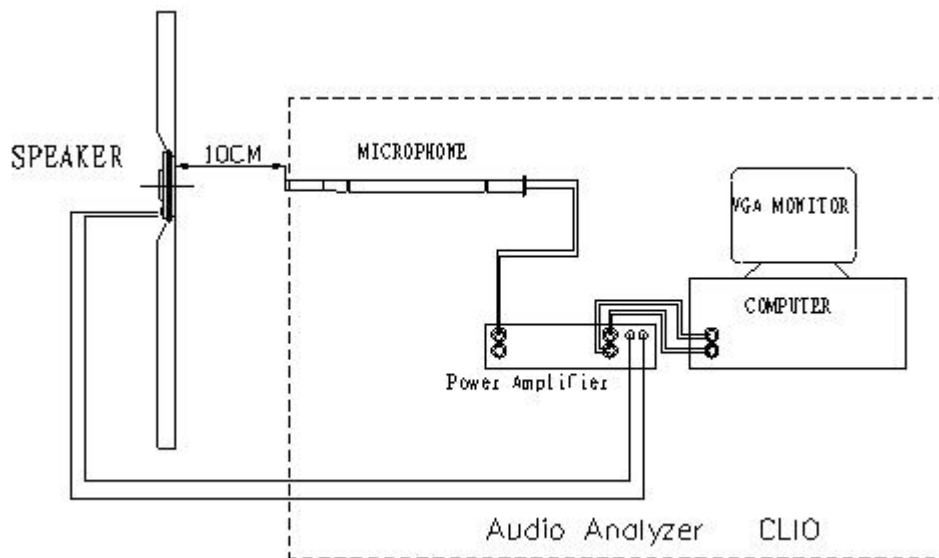 SPEAKER
10CM
MICROPHONE
VGA MONITOR
COMPUTER
Power Amplifier
Audio Analyzer CLIO